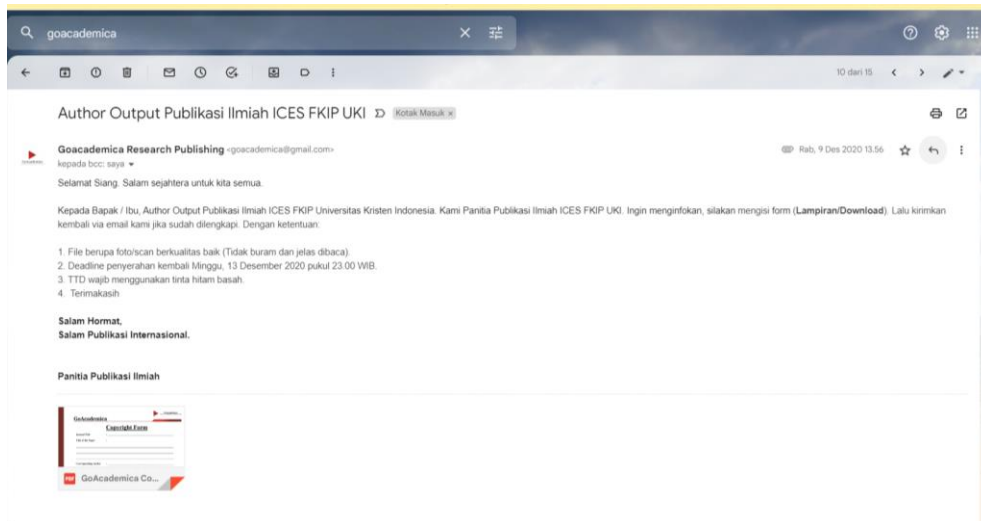 goacademica
10 dari 15
Author Output Publikasi Ilmiah ICES FKIP UKI Kotak Masuk x
Goacademica Research Publishing <goacademica@gmail.com> Rab, 9 Des 2020 13.56
kepada bcc: saya
Selamat Siang. Salam sejahtera untuk kita semua.
Kepada Bapak / Ibu, Author Output Publikasi Ilmiah ICES FKIP Universitas Kristen Indonesia. Kami Panitia Publikasi Ilmiah ICES FKIP UKI. Ingin menginfokan, silakan mengisi form (Lampiran/Download). Lalu kirimkan
kembali via email kami jika sudah dilengkapi. Dengan ketentuan:
1. File berupa foto/scan berkualitas baik (Tidak buram dan jelas dibaca).
2. Deadline penyerahan kembali Minggu, 13 Desember 2020 pukul 23.00 WIB.
3. TTD wajib menggunakan tinta hitam basah.
4. Terimakasih
Salam Hormat,
Salam Publikasi Internasional.
Panitia Publikasi Ilmiah
GoAcademica
Copyright Form
PDF GoAcademica Co...